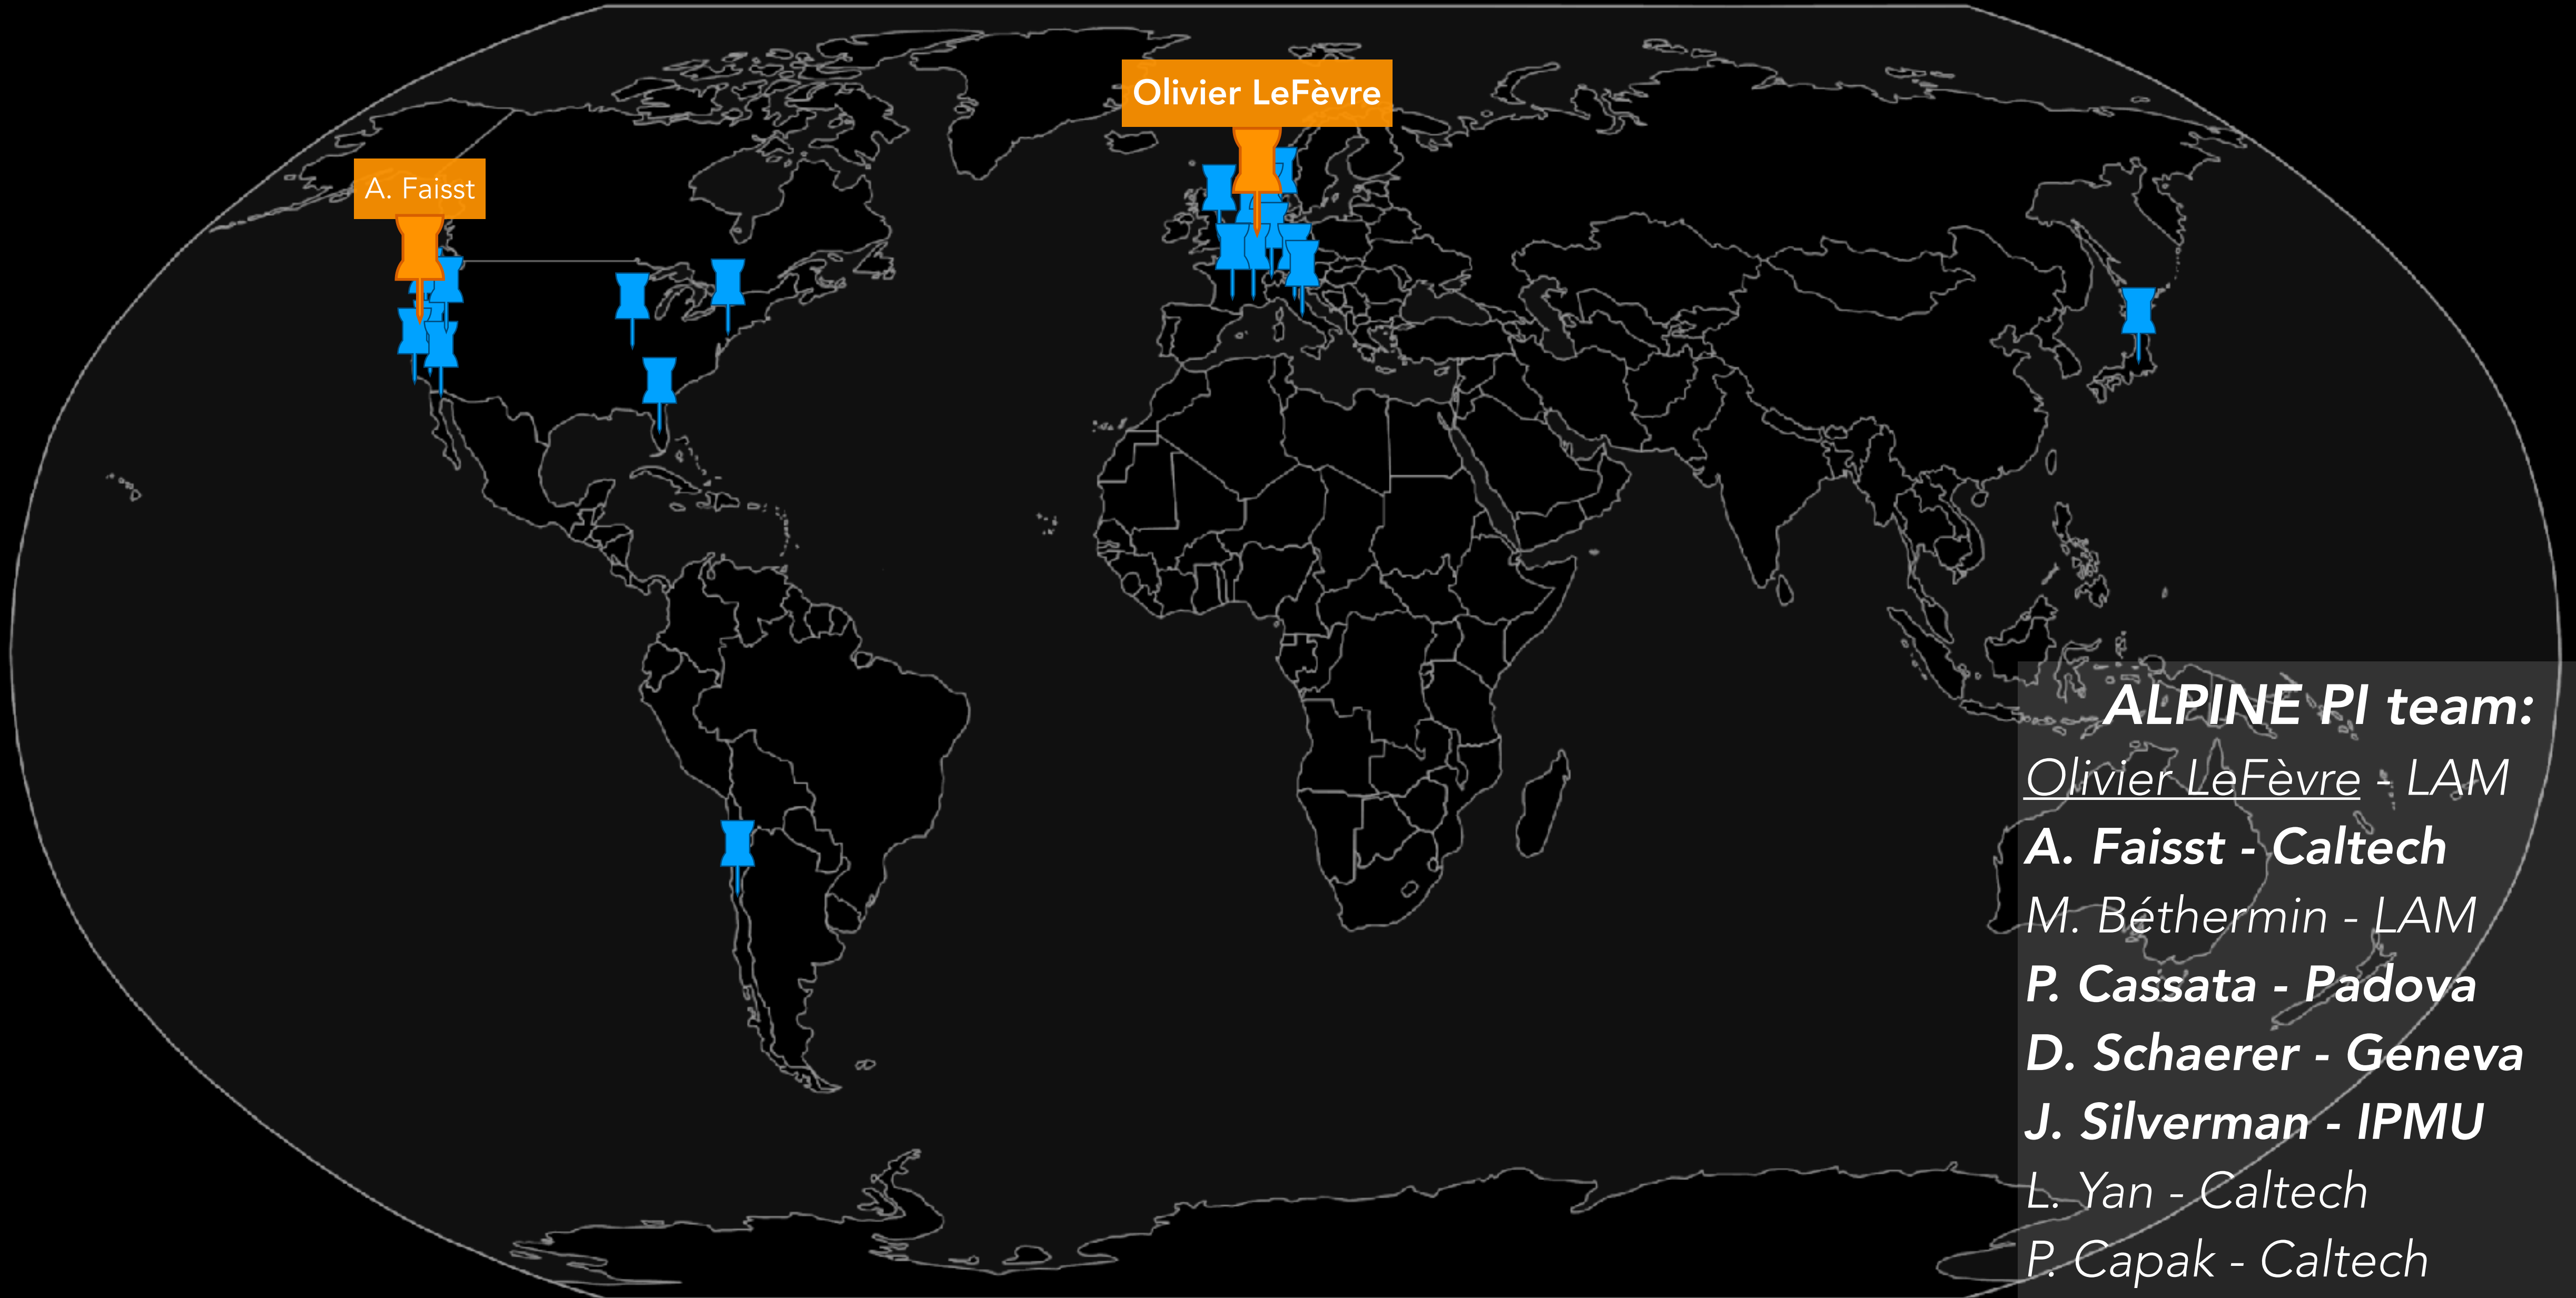 Olivier LeFèvre
A. Faisst
ALPINE PI team:
Olivier LeFèvre - LAM
A. Faisst - Caltech
M. Béthermin - LAM
P. Cassata - Padova
D. Schaerer - Geneva
J. Silverman - IPMU
L. Yan - Caltech
P. Capak - Caltech